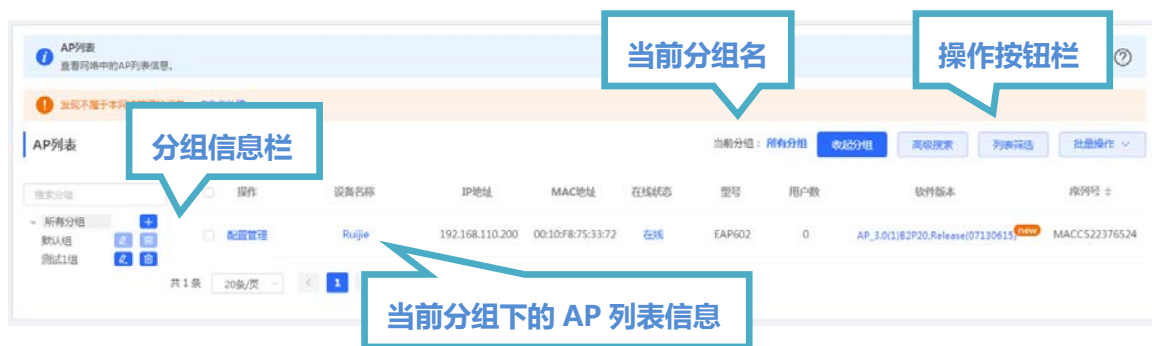 AP列表
查看网络中的AP列表信息。
当前分组名
操作按钮栏
发现不属于本网
AP列表
分组信息栏
当前分组： 所有分组 收起分组 高级搜索 列表筛选 批量操作
搜索分组
操作 设备名称 IP地址 MAC地址 在线状态 型号 用户数 软件版本 序列号
所有分组
默认组
测试1组
配置管理 Ruijie 192.168.110.200 00:10:F8:75:33:72 在线 EAP602 0 AP_3.0(1)B2P20,Release(07130615) new MACC522376524
共 1 条 20条/页 1
当前分组下的 AP 列表信息